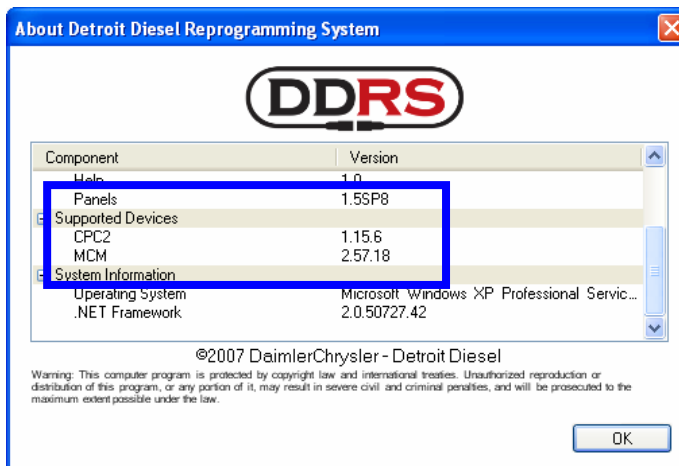 About Detroit Diesel Reprogramming System
DDRS
Component Version
Help 1.0
Panels 1.5SP8
Supported Devices
CPC2 1.15.6
MCM 2.57.18
System Information
Operating System Microsoft Windows XP Professional Servic...
.NET Framework 2.0.50727.42
©2007 DaimlerChrysler - Detroit Diesel
Warning: This computer program is protected by copyright law and international treaties. Unauthorized reproduction or
distribution of this program, or any portion of it, may result in severe civil and criminal penalties, and will be prosecuted to the
maximum extent possible under the law.
OK